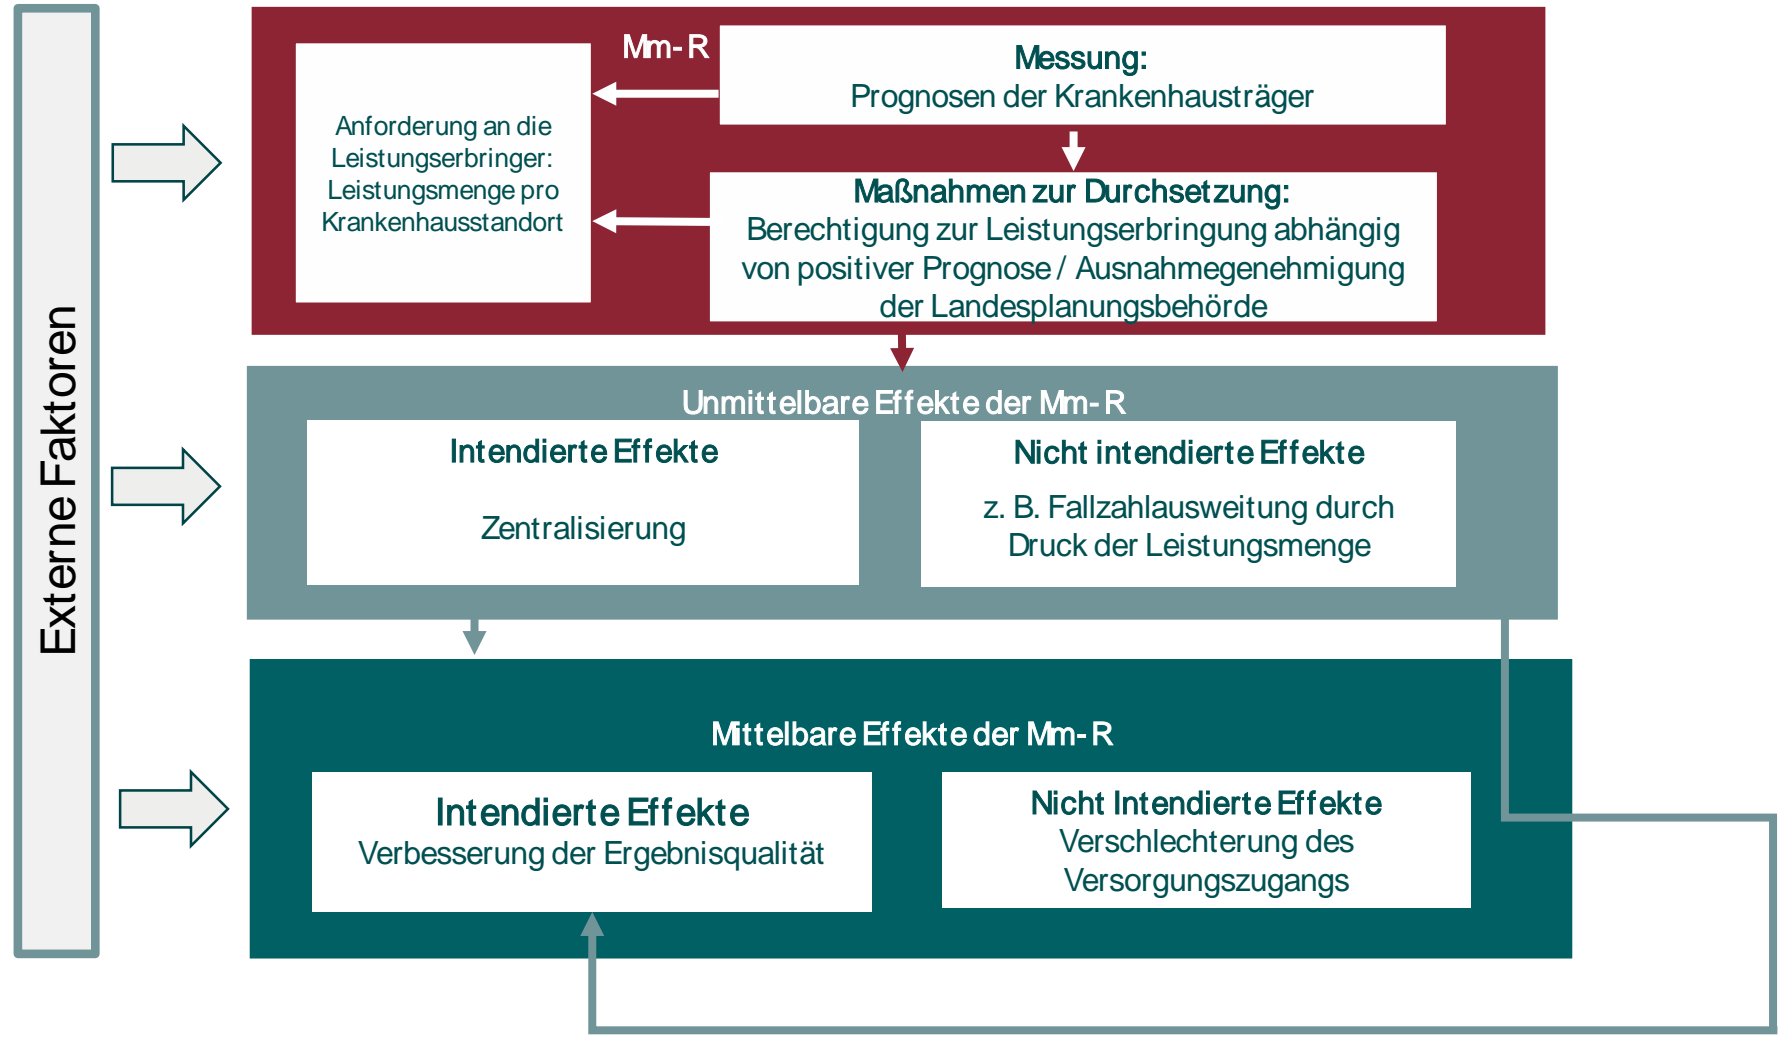 Externe Faktoren
Mm-R
Anforderung an die
Leistungserbringer:
Leistungsmenge pro
Krankenhausstandort
Messung:
Prognosen der Krankenhausträger
Maßnahmen zur Durchsetzung:
Berechtigung zur Leistungserbringung abhängig
von positiver Prognose / Ausnahmegenehmigung
der Landesplanungsbehörde
Unmittelbare Effekte der Mm-R
Intendierte Effekte
Zentralisierung
Nicht intendierte Effekte
z. B. Fallzahlausweitung durch
Druck der Leistungsmenge
Mittelbare Effekte der Mm-R
Intendierte Effekte
Verbesserung der Ergebnisqualität
Nicht Intendierte Effekte
Verschlechterung des
Versorgungszugangs